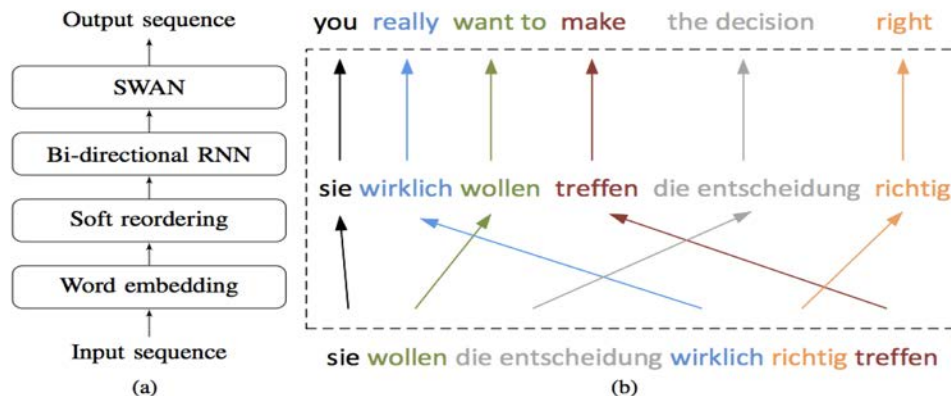 Output sequence
SWAN
Bi-directional RNN
Soft reordering
Word embedding
Input sequence
(a)
you really want to make the decision right
sie wirklich wollen treffen die entscheidung richtig
sie wollen die entscheidung wirklich richtig treffen
(b)